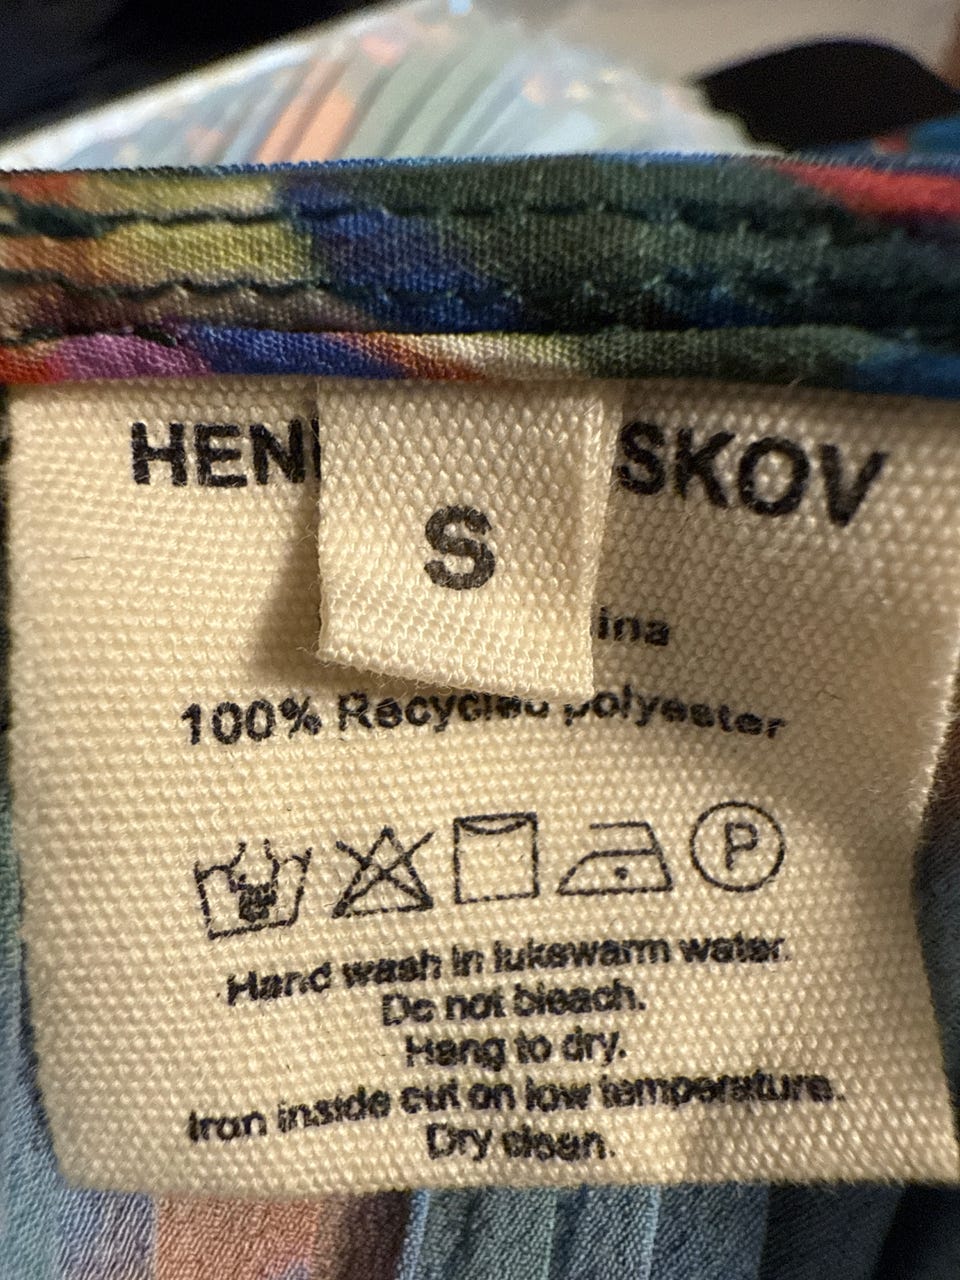 HEN SKOV
S
ina
100% Recycled polyester
P
Hand wash in lukewarm water.
Do not bleach.
Hang to dry.
Iron inside out on low temperature.
Dry clean.